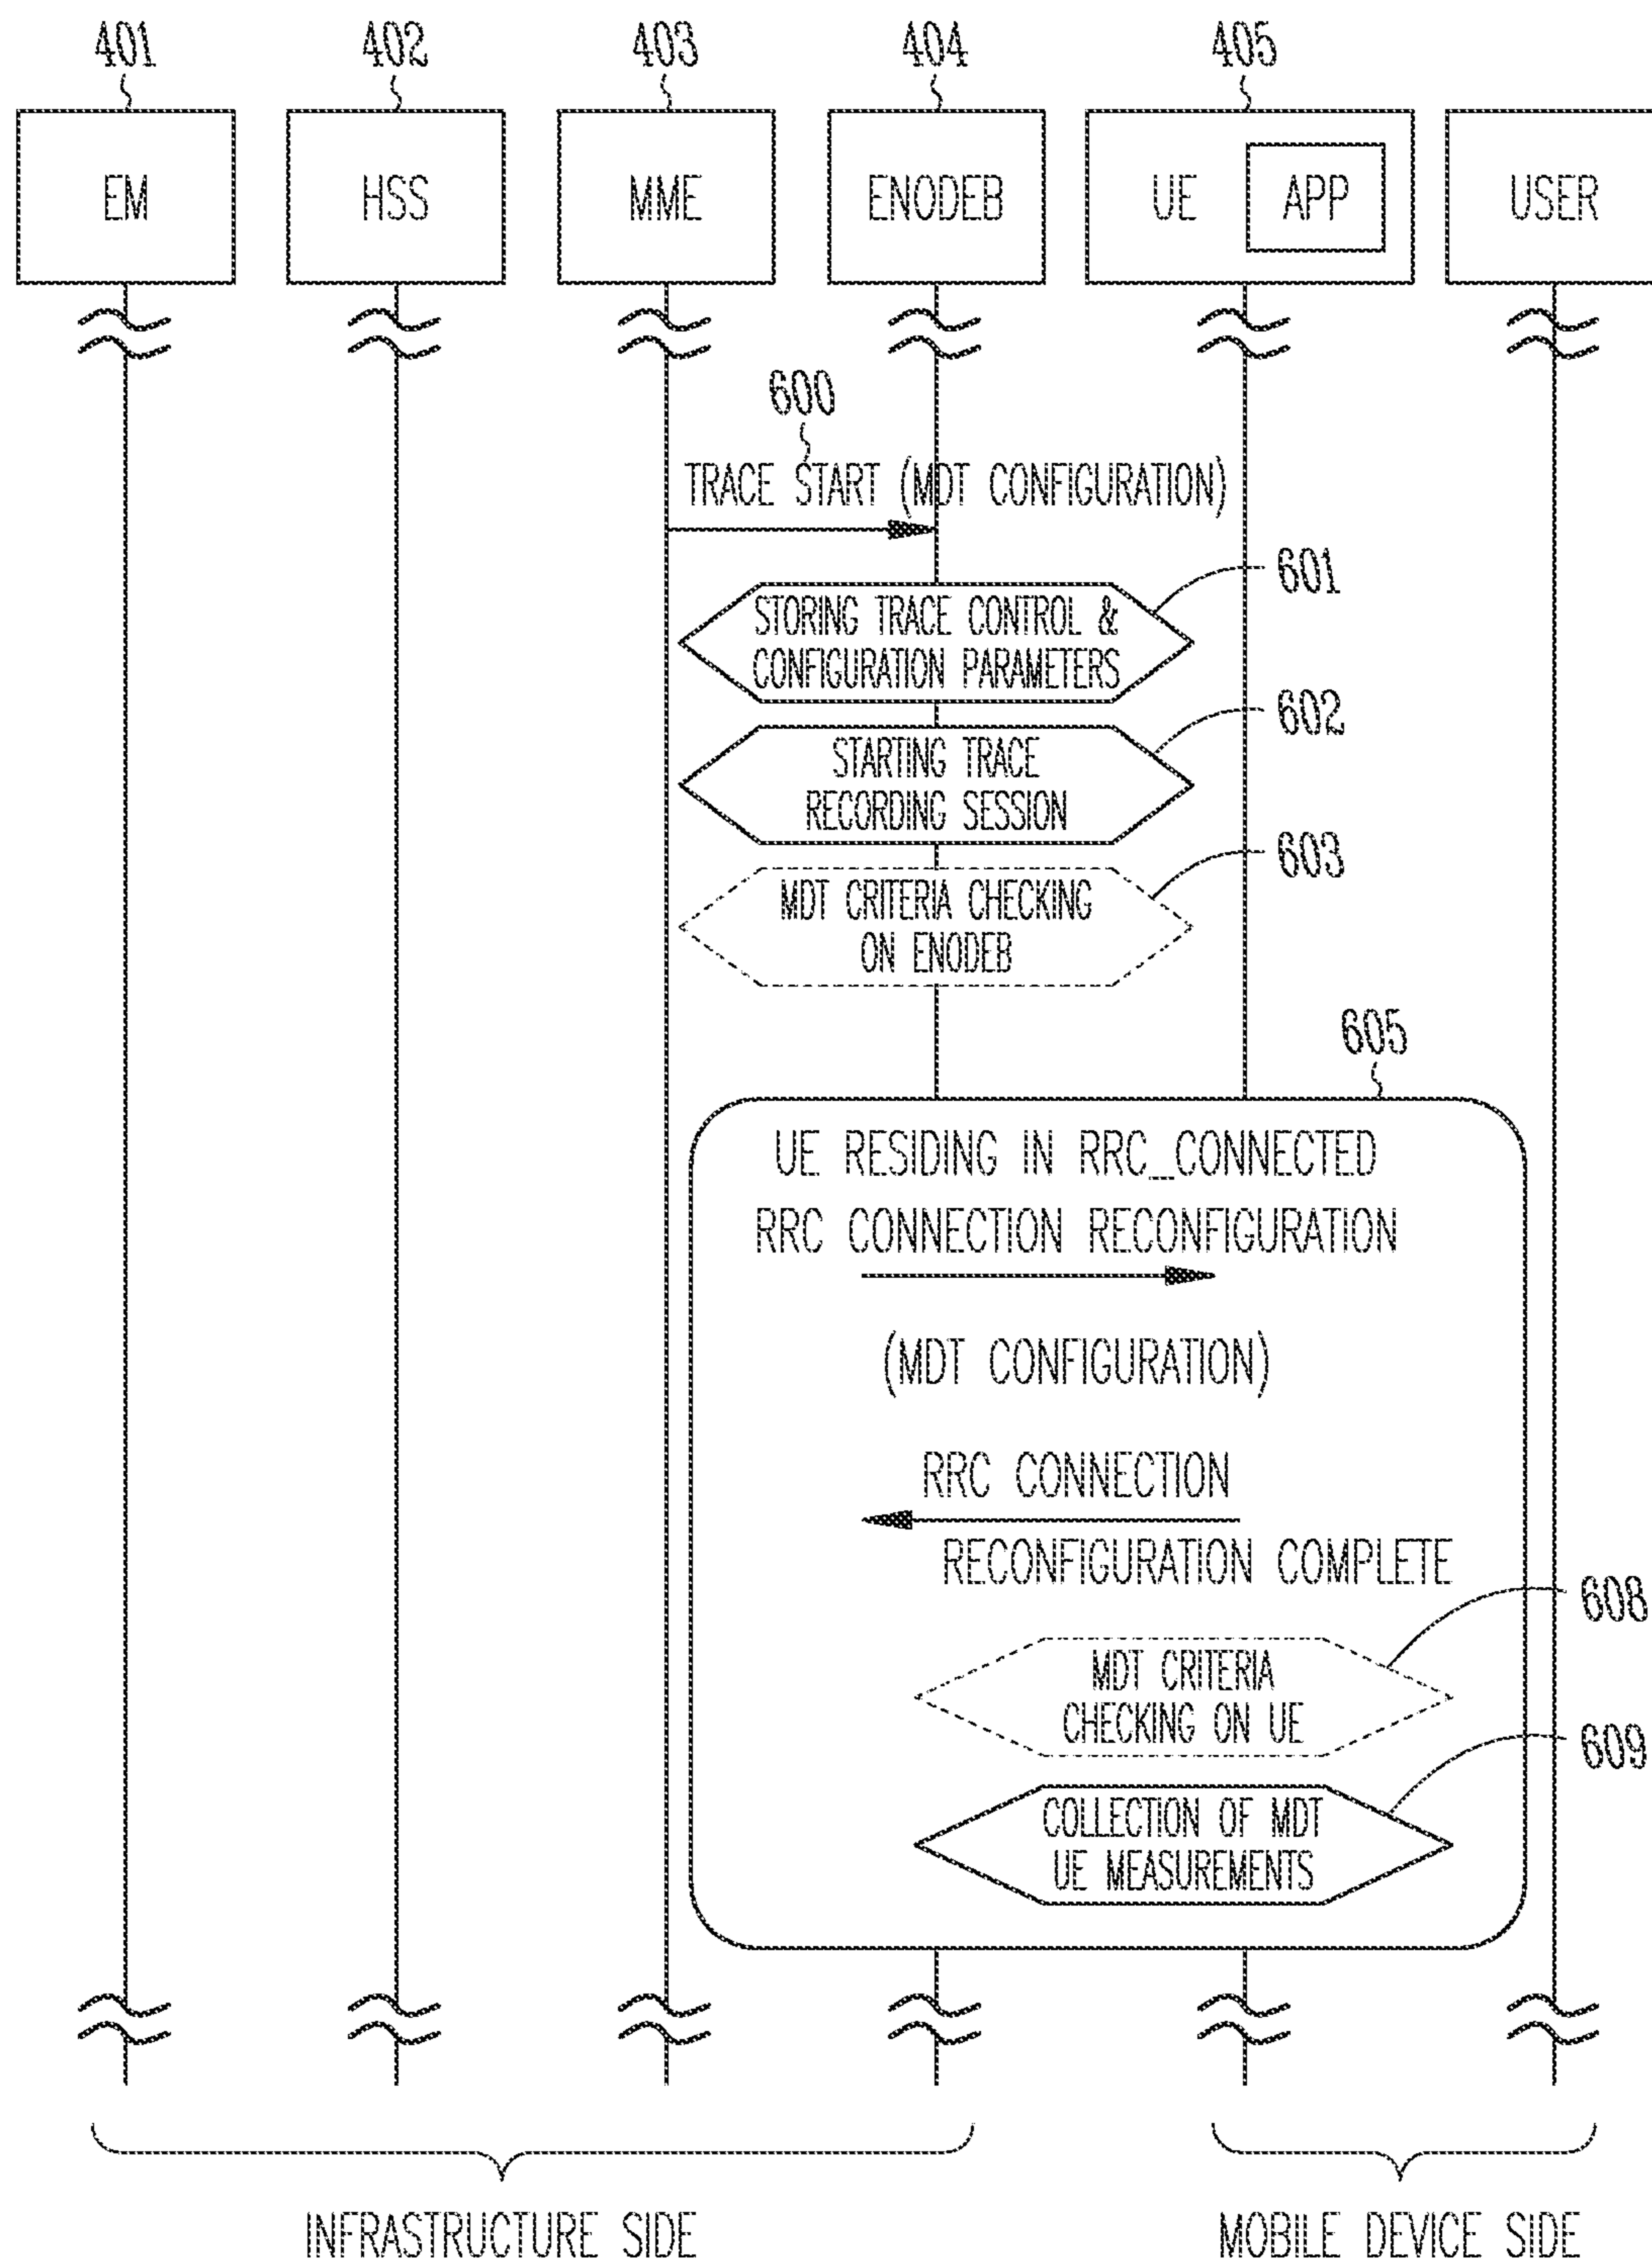 401 402 403 404 405
EM HSS MME ENODEB UE APP USER
600
TRACE START (MDT CONFIGURATION)
601
STORING TRACE CONTROL &
CONFIGURATION PARAMETERS
602
STARTING TRACE
RECORDING SESSION
603
MDT CRITERIA CHECKING
ON ENODEB
605
UE RESIDING IN RRC_CONNECTED
RRC CONNECTION RECONFIGURATION
(MDT CONFIGURATION)
RRC CONNECTION
RECONFIGURATION COMPLETE
608
MDT CRITERIA
CHECKING ON UE
609
COLLECTION OF MDT
UE MEASUREMENTS
INFRASTRUCTURE SIDE MOBILE DEVICE SIDE